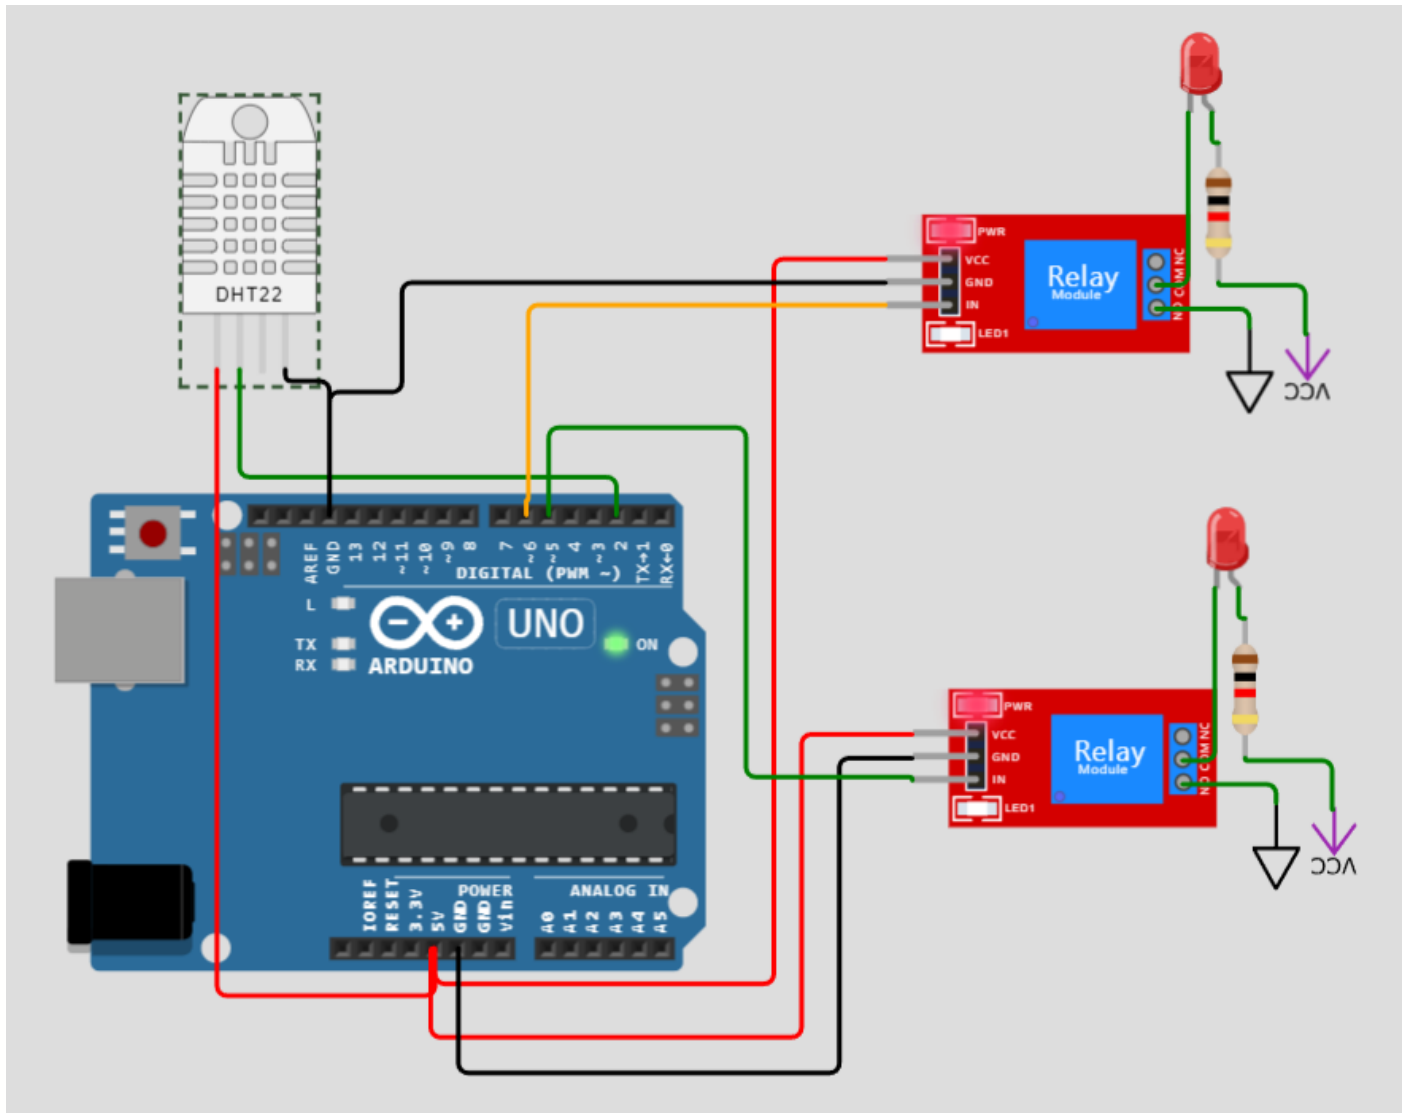 DHT22
PWR
VCC
GND
IN
LED1
Relay
Module
NO COM NC
VCC
AREF
GND
13
12
~11
~10
~9
8
7
~6
~5
4
~3
2
TX→1
RX←0
DIGITAL (PWM ~)
L
TX
RX
UNO
ARDUINO
ON
PWR
VCC
GND
IN
LED1
Relay
Module
NO COM NC
VCC
POWER
ANALOG IN
IOREF
RESET
3.3V
5V
GND
GND
Vin
A0
A1
A2
A3
A4
A5